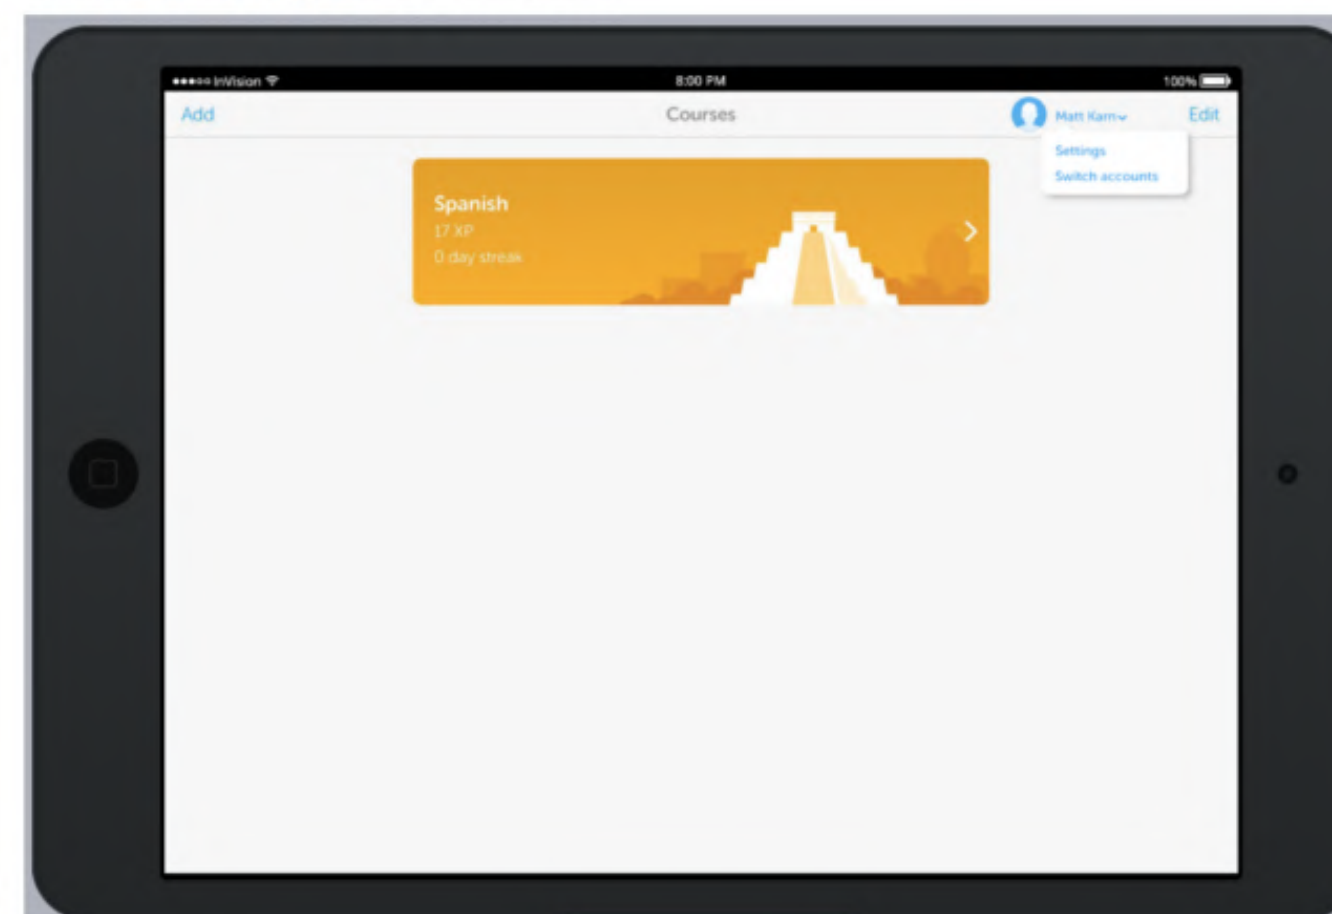 InVision 8:00 PM 100%
Add Courses Matt Karn Edit
Settings
Switch accounts
Spanish
17 XP
0 day streak